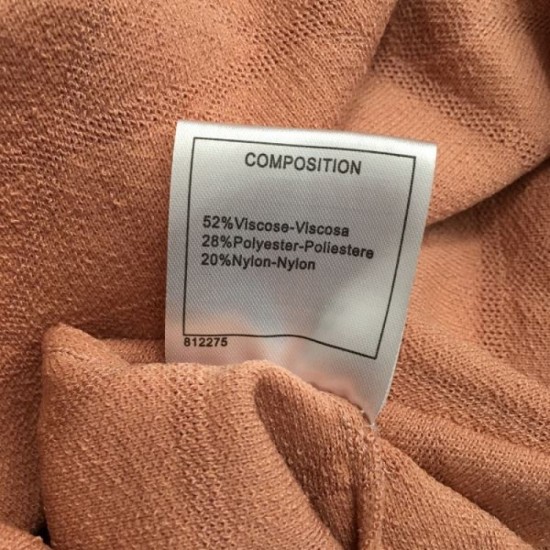 COMPOSITION
52%Viscose-Viscosa
28%Polyester-Poliestere
20%Nylon-Nylon
812275